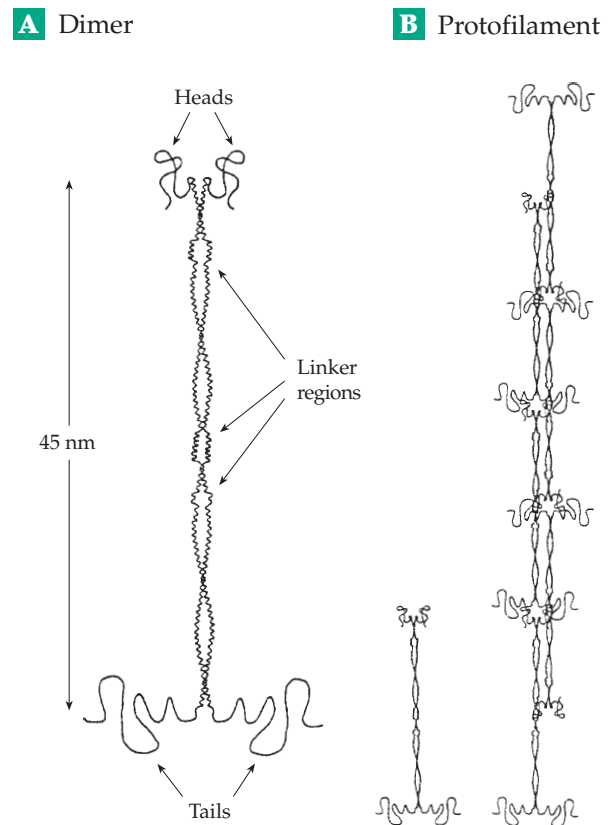 A Dimer
B Protofilament
Heads
Linker
regions
45 nm
Tails